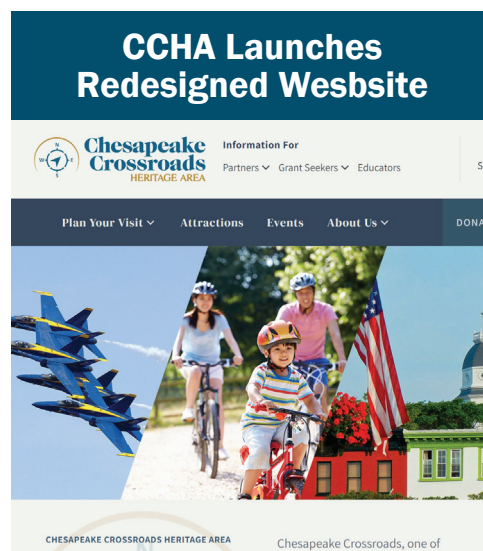 CCHA Launches
Redesigned Wesbsite
Chesapeake
Crossroads
HERITAGE AREA
N
W
E
S
Information For
Partners Grant Seekers Educators
S
Plan Your Visit Attractions Events About Us DONA
CHESAPEAKE CROSSROADS HERITAGE AREA
N
Chesapeake Crossroads, one of